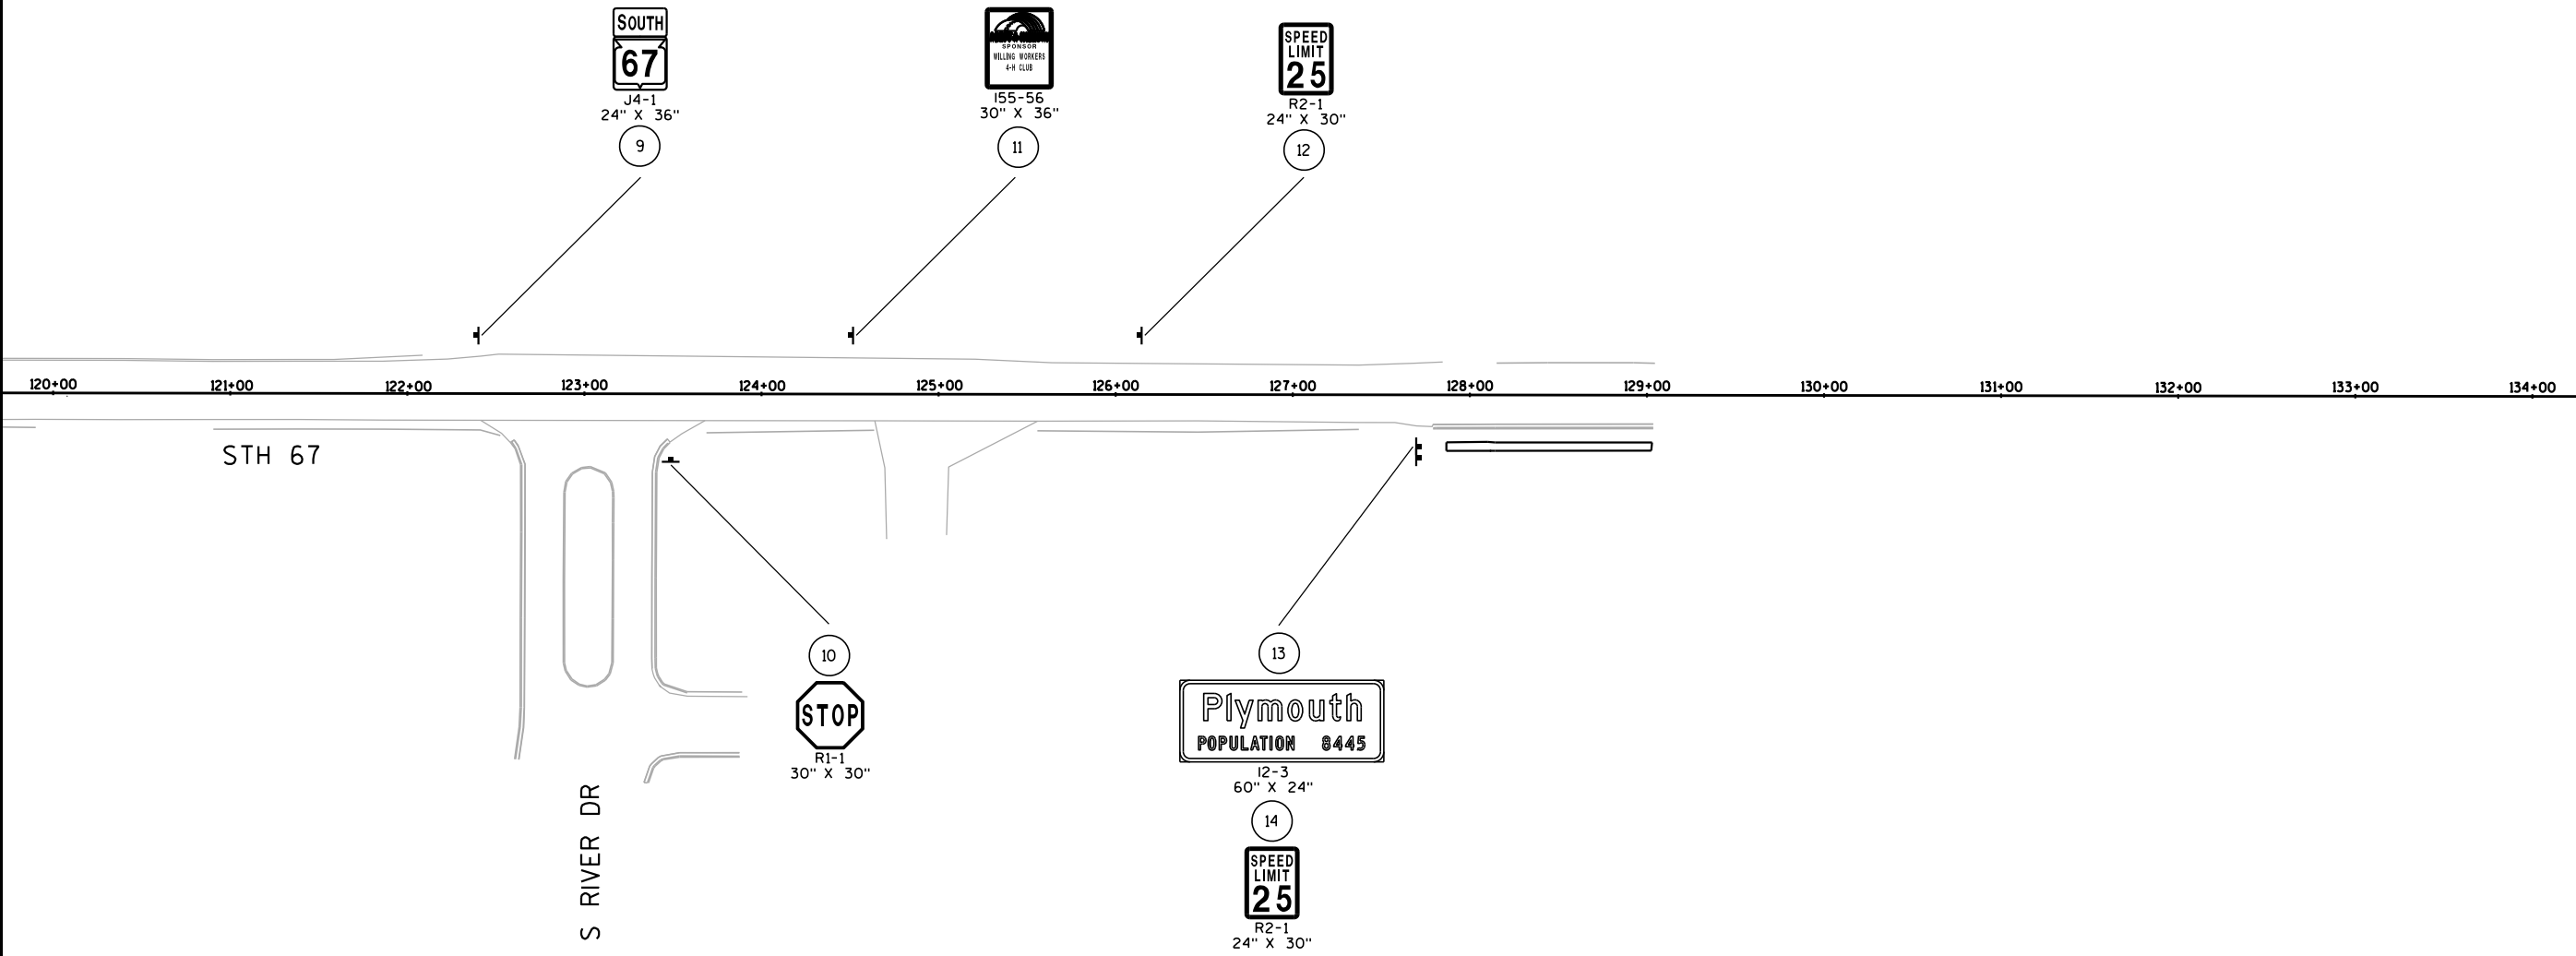 SOUTH
67
J4-1
24" X 36"
9
SPONSOR
WILLING WORKERS
4-H CLUB
I55-56
30" X 36"
11
SPEED
LIMIT
25
R2-1
24" X 30"
12
120+00 121+00 122+00 123+00 124+00 125+00 126+00 127+00 128+00 129+00 130+00 131+00 132+00 133+00 134+00
STH 67
10
STOP
R1-1
30" X 30"
13
Plymouth
POPULATION 8445
I2-3
60" X 24"
14
SPEED
LIMIT
25
R2-1
24" X 30"
S RIVER DR